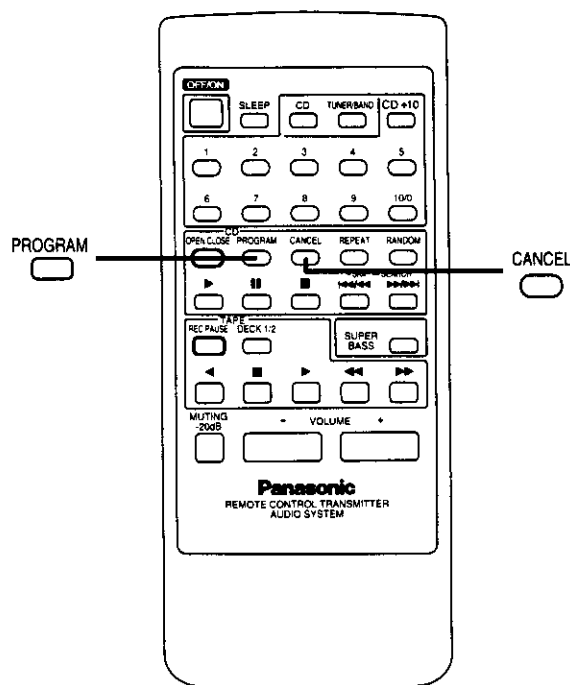 OFF/ON
SLEEP CD TUNER/BAND CD +10
1 2 3 4 5
6 7 8 9 10/0
CD
OPEN CLOSE PROGRAM CANCEL REPEAT RANDOM
PROGRAM
CANCEL
SKIP SEARCH
TAPE
REC PAUSE DECK 1/2
SUPER
BASS
MUTING
-20dB
- VOLUME +
Panasonic
REMOTE CONTROL TRANSMITTER
AUDIO SYSTEM